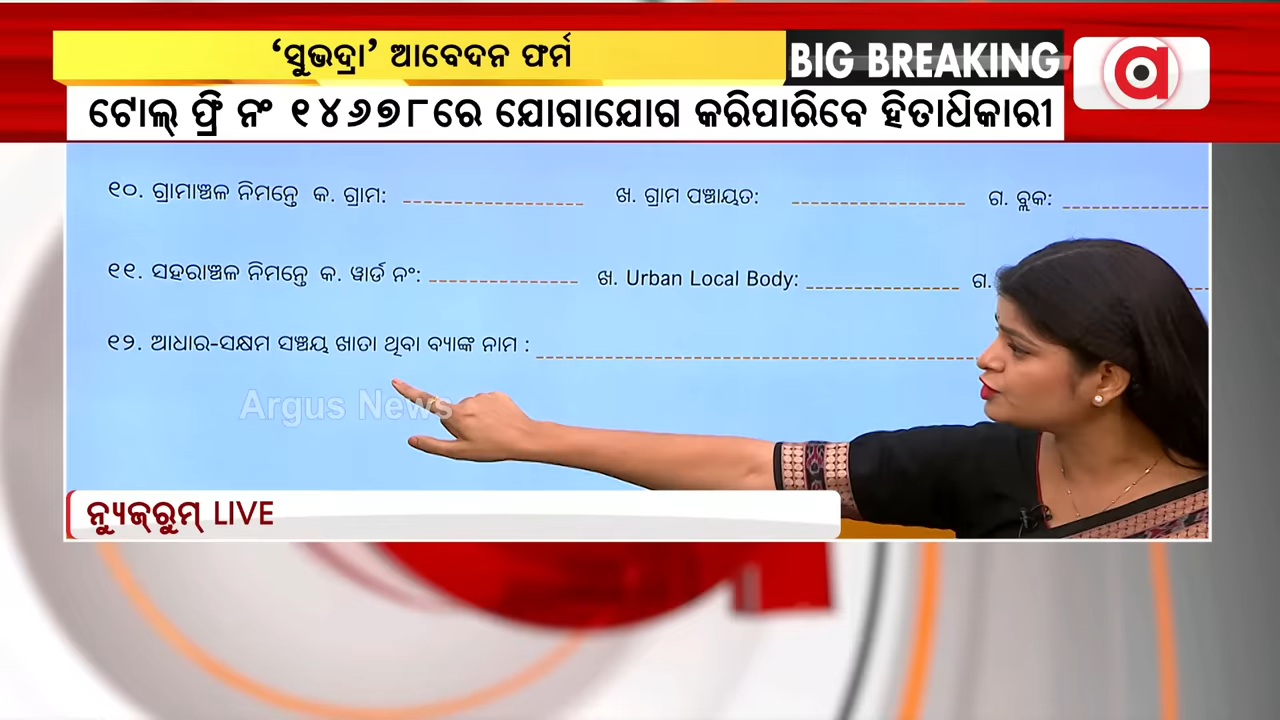 ‘ସୁଭଦ୍ରା’ ଆବେଦନ ଫର୍ମ
BIG BREAKING
ଟୋଲ୍ ଫ୍ରି ନଂ ୧୪୬୭୮ରେ ଯୋଗାଯୋଗ କରିପାରିବେ ହିତାଧିକାରୀ
୧୦. ଗ୍ରାମାଞ୍ଚଳ ନିମନ୍ତେ କ. ଗ୍ରାମ: ଖ. ଗ୍ରାମ ପଞ୍ଚାୟତ: ଗ. ବ୍ଲକ:
୧୧. ସହରାଞ୍ଚଳ ନିମନ୍ତେ କ. ୱାର୍ଡ ନଂ: ଖ. Urban Local Body: ଗ.
୧୨. ଆଧାର-ସକ୍ଷମ ସଞ୍ଚୟ ଖାତା ଥିବା ବ୍ୟାଙ୍କ ନାମ :
Argus News
ନ୍ୟୁଜ୍‌ରୁମ୍ LIVE